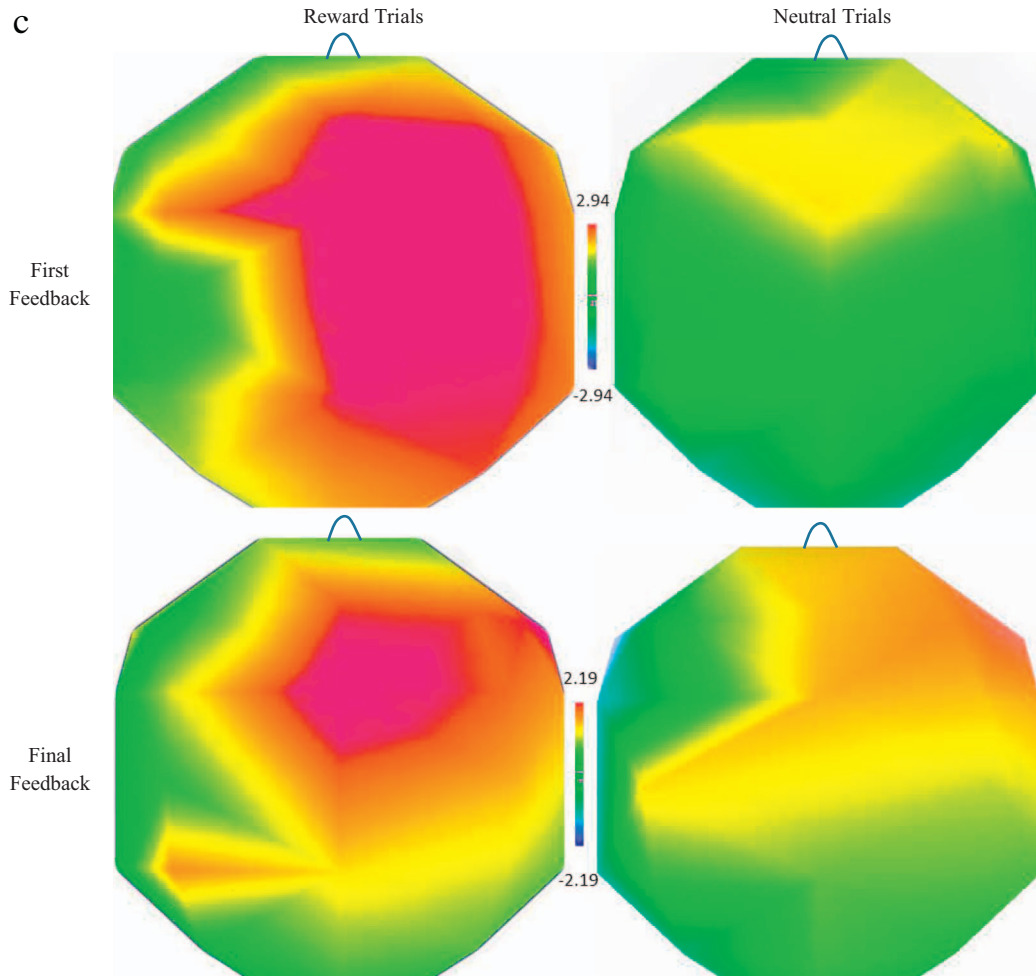 c
Reward Trials
Neutral Trials
2.94
First
Feedback
-2.94
2.19
Final
Feedback
-2.19